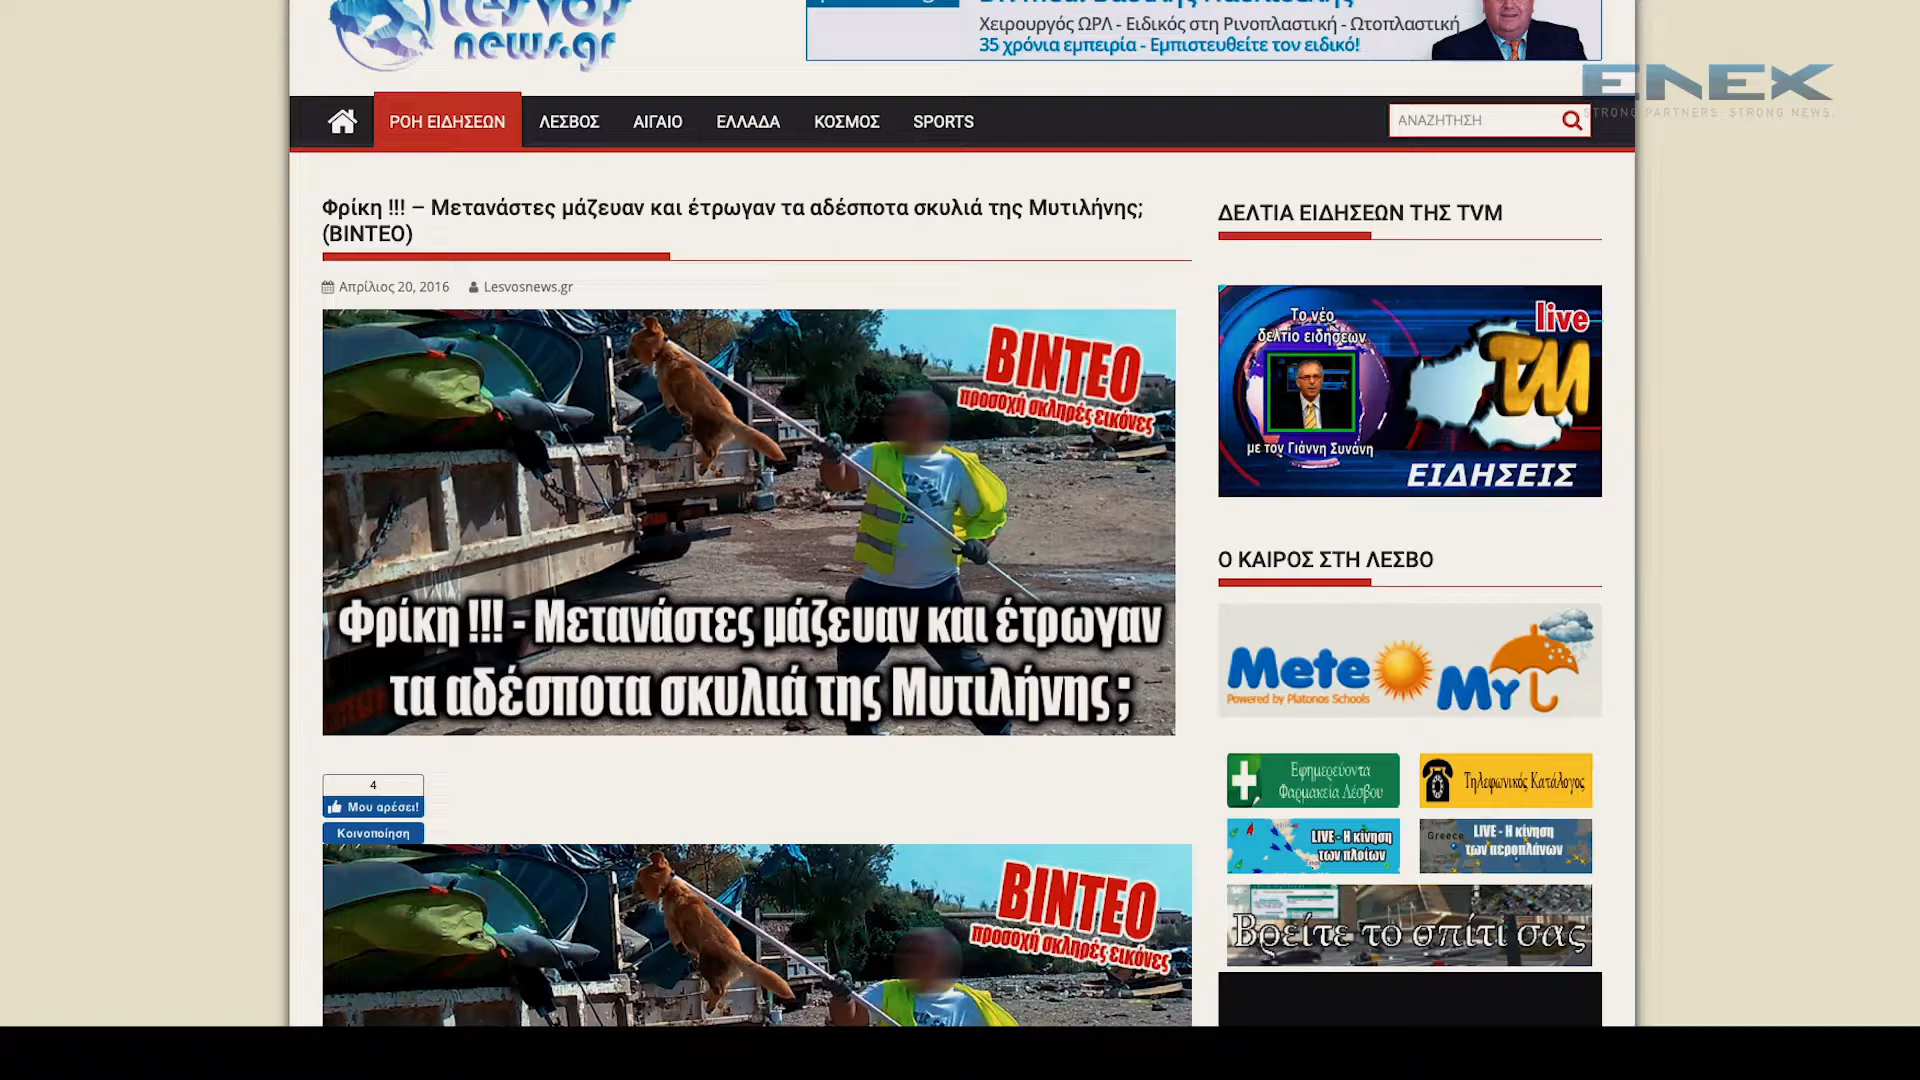 Lesvos
news.gr
Χειρουργός ΩΡΛ - Ειδικός στη Ρινοπλαστική - Ωτοπλαστική
35 χρόνια εμπειρία - Εμπιστευθείτε τον ειδικό!
ENEX
STRONG PARTNERS. STRONG NEWS.
ΡΟΗ ΕΙΔΗΣΕΩΝ ΛΕΣΒΟΣ ΑΙΓΑΙΟ ΕΛΛΑΔΑ ΚΟΣΜΟΣ SPORTS
ΑΝΑΖΗΤΗΣΗ
Φρίκη !!! – Μετανάστες μάζευαν και έτρωγαν τα αδέσποτα σκυλιά της Μυτιλήνης;
(ΒΙΝΤΕΟ)
Απρίλιος 20, 2016 Lesvosnews.gr
ΒΙΝΤΕΟ
προσοχή σκληρές εικόνες
Φρίκη !!! - Μετανάστες μάζευαν και έτρωγαν
τα αδέσποτα σκυλιά της Μυτιλήνης ;
4
Μου αρέσει!
Κοινοποίηση
ΒΙΝΤΕΟ
προσοχή σκληρές εικόνες
ΔΕΛΤΙΑ ΕΙΔΗΣΕΩΝ ΤΗΣ TVM
Το νέο
δελτίο ειδήσεων
live
TM
με τον Γιάννη Συνάνη
ΕΙΔΗΣΕΙΣ
Ο ΚΑΙΡΟΣ ΣΤΗ ΛΕΣΒΟ
Mete
My
Powered by Platonos Schools
Εφημερεύοντα
Φαρμακεία Λέσβου
Τηλεφωνικός Κατάλογος
LIVE - Η κίνηση
των πλοίων
Greece
LIVE - Η κίνηση
των αεροπλάνων
Βρείτε το σπίτι σας